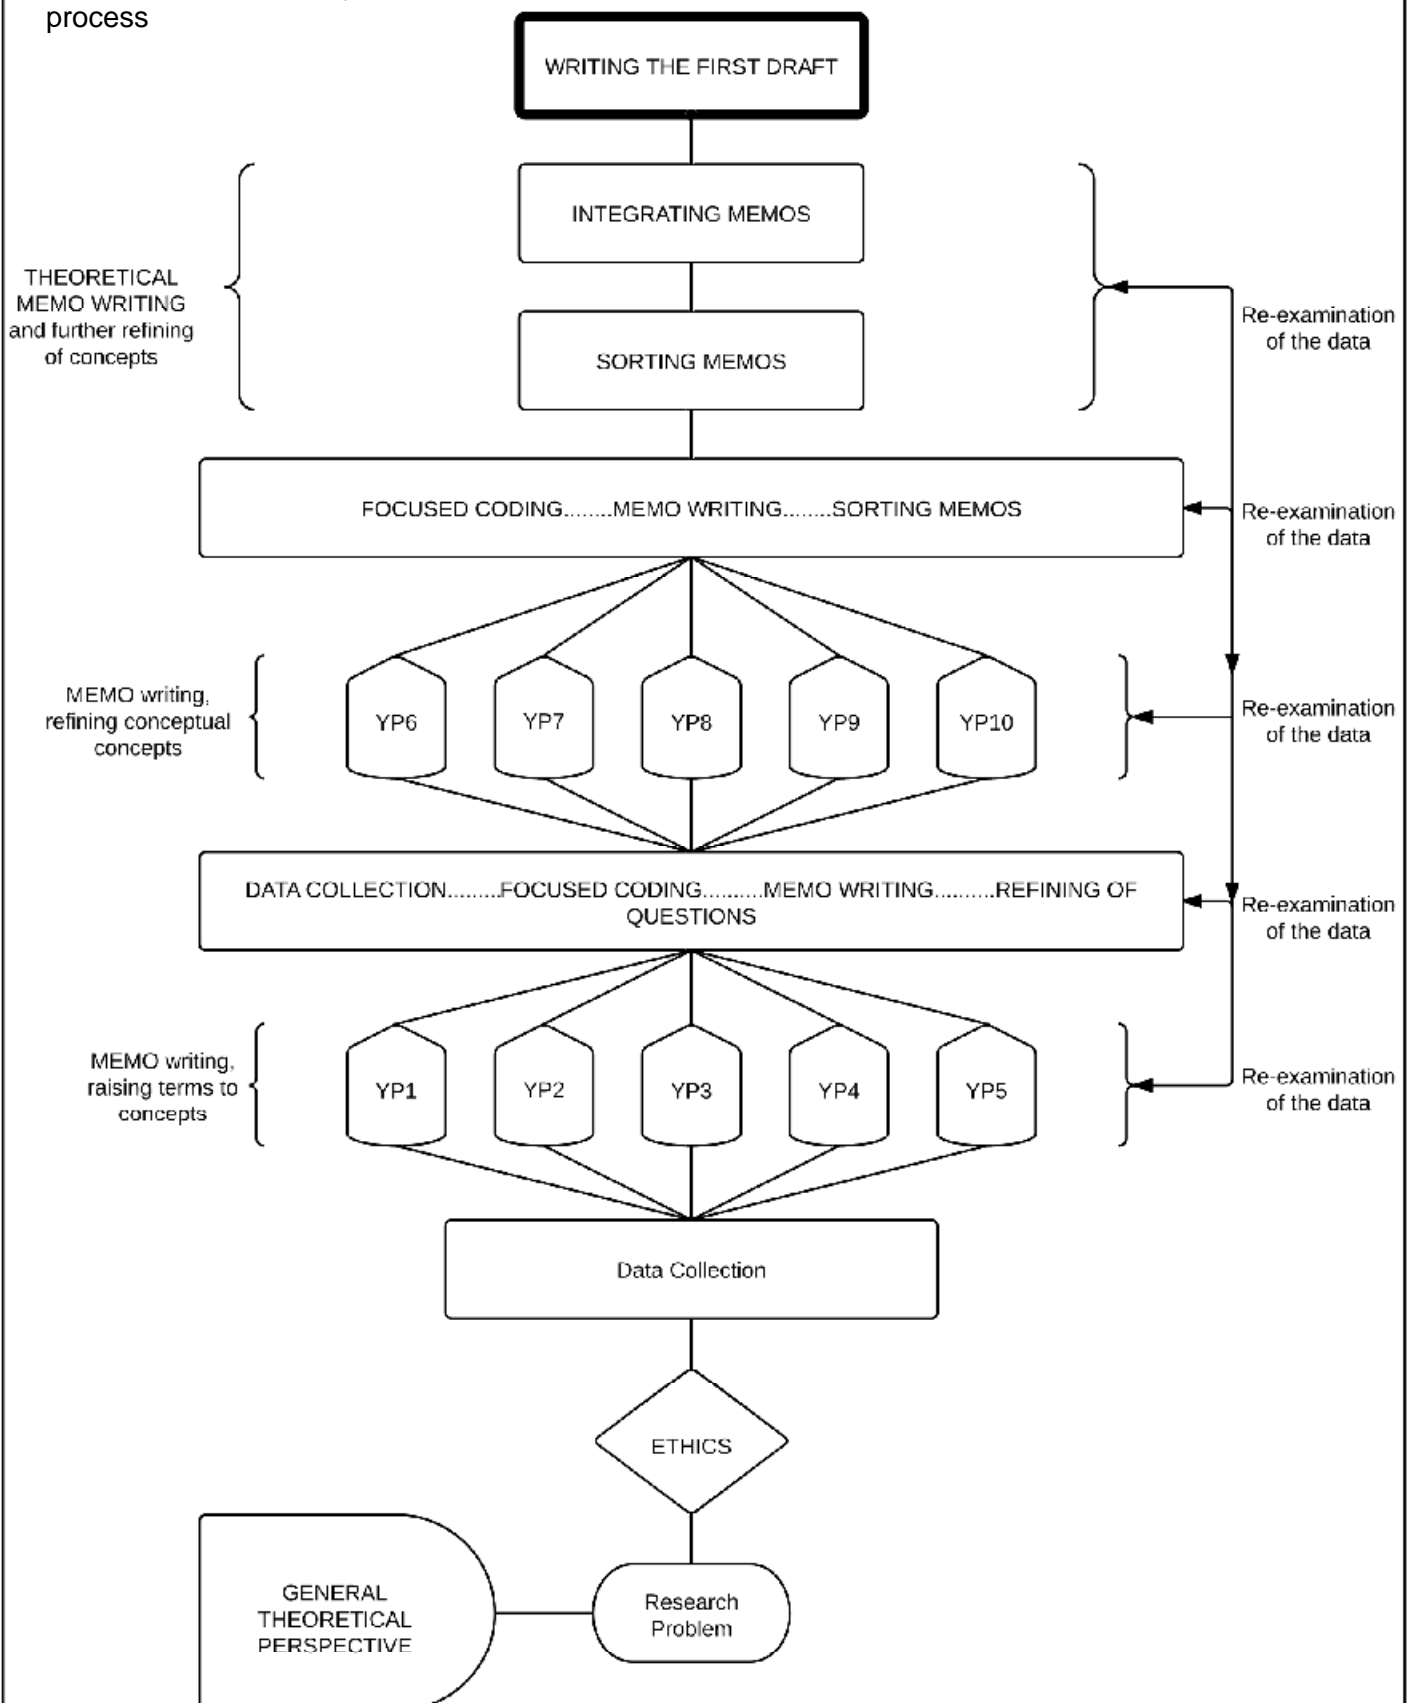 process
WRITING THE FIRST DRAFT
INTEGRATING MEMOS
THEORETICAL
MEMO WRITING
and further refining
of concepts
Re-examination
of the data
SORTING MEMOS
FOCUSED CODING........MEMO WRITING........SORTING MEMOS
Re-examination
of the data
MEMO writing,
refining conceptual
concepts
YP6
YP7
YP8
YP9
YP10
Re-examination
of the data
DATA COLLECTION.........FOCUSED CODING..........MEMO WRITING..........REFINING OF
QUESTIONS
Re-examination
of the data
MEMO writing,
raising terms to
concepts
YP1
YP2
YP3
YP4
YP5
Re-examination
of the data
Data Collection
ETHICS
GENERAL
THEORETICAL
PERSPECTIVE
Research
Problem